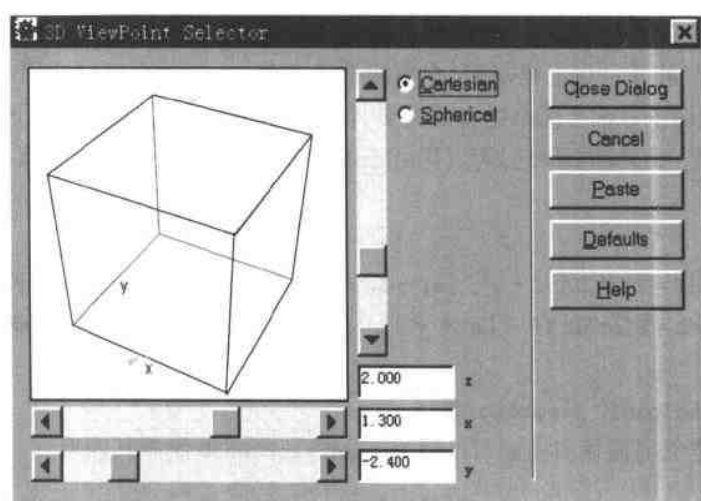 3D ViewPoint Selector
Cartesian
Spherical
Close Dialog
Cancel
Paste
Defaults
Help
y
x
2.000 z
1.300 x
-2.400 y